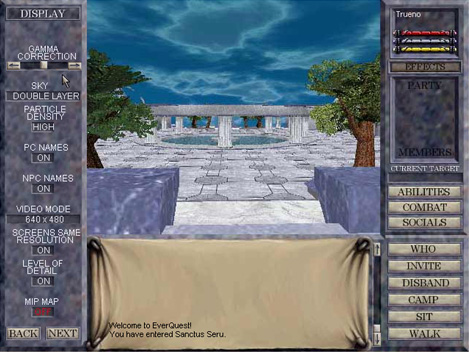 DISPLAY
GAMMA
CORRECTION
SKY
DOUBLE LAYER
PARTICLE
DENSITY
HIGH
PC NAMES
ON
NPC NAMES
ON
VIDEO MODE
640 x 480
SCREENS SAME
RESOLUTION
ON
LEVEL OF
DETAIL
ON
MIP MAP
BACK NEXT
Welcome to EverQuest!
You have entered Sanctus Seru.
Trueno
EFFECTS
PARTY
MEMBERS
CURRENT TARGET
ABILITIES
COMBAT
SOCIALS
WHO
INVITE
DISBAND
CAMP
SIT
WALK